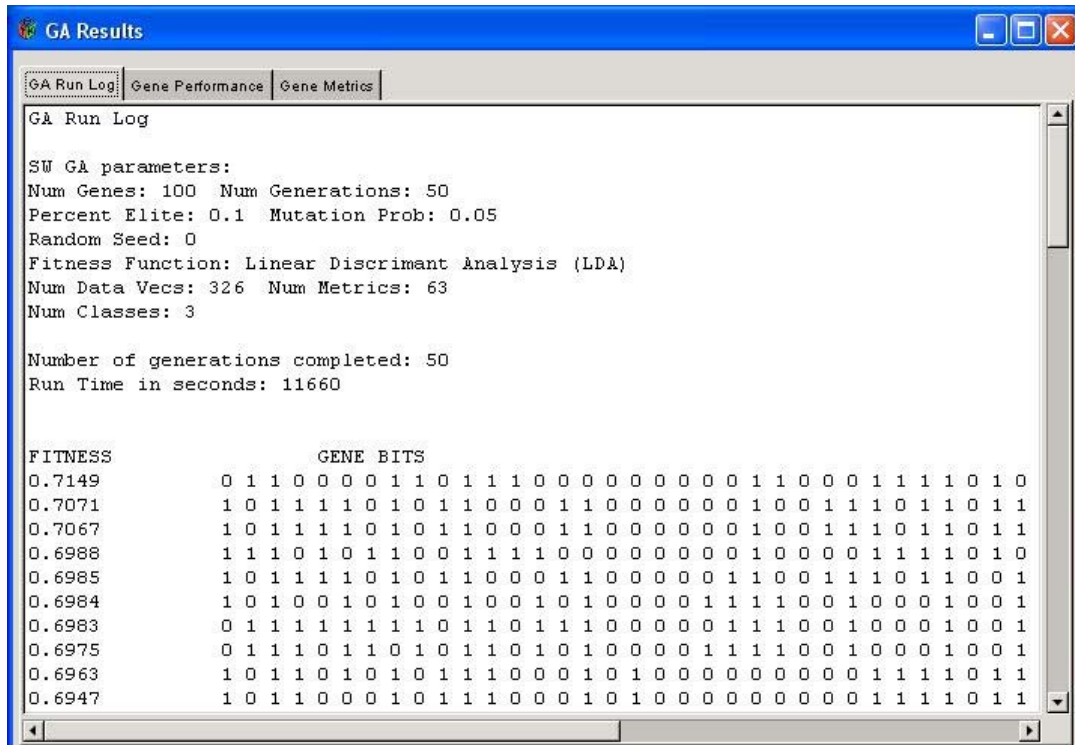 GA Results
GA Run Log Gene Performance Gene Metrics
GA Run Log
SW GA parameters:
Num Genes: 100 Num Generations: 50
Percent Elite: 0.1 Mutation Prob: 0.05
Random Seed: 0
Fitness Function: Linear Discrimant Analysis (LDA)
Num Data Vecs: 326 Num Metrics: 63
Num Classes: 3
Number of generations completed: 50
Run Time in seconds: 11660
FITNESS GENE BITS
0.7149 0 1 1 0 0 0 0 1 1 0 1 1 1 0 0 0 0 0 0 0 0 0 1 1 0 0 0 1 1 1 1 0 1 0
0.7071 1 0 1 1 1 1 0 1 0 1 1 0 0 0 1 1 0 0 0 0 0 0 1 0 0 1 1 1 0 1 1 0 1 1
0.7067 1 0 1 1 1 1 0 1 0 1 1 0 0 0 1 1 0 0 0 0 0 0 1 0 0 1 1 1 0 1 1 0 1 1
0.6988 1 1 1 0 1 0 1 1 0 0 1 1 1 1 0 0 0 0 0 0 0 0 1 0 0 0 0 1 1 1 1 0 1 0
0.6985 1 0 1 1 1 1 0 1 0 1 1 0 0 0 1 1 0 0 0 0 0 1 1 0 0 1 1 1 0 1 1 0 0 1
0.6984 1 0 1 0 0 1 0 1 0 0 1 0 0 1 0 1 0 0 0 0 1 1 1 1 0 0 1 0 0 0 1 0 0 1
0.6983 0 1 1 1 1 1 1 1 1 0 1 1 0 1 1 1 0 0 0 0 0 1 1 1 0 0 1 0 0 0 1 0 0 1
0.6975 0 1 1 1 0 1 1 0 1 0 1 1 0 1 0 1 0 0 0 0 1 1 1 1 0 0 1 0 0 0 1 0 0 1
0.6963 1 0 1 1 0 1 0 1 0 1 1 1 0 0 0 1 0 1 0 0 0 0 0 0 0 0 0 1 1 1 1 0 1 1
0.6947 1 0 1 1 0 0 0 1 0 1 1 1 0 0 0 1 0 1 0 0 0 0 0 0 0 0 0 1 1 1 1 0 1 1